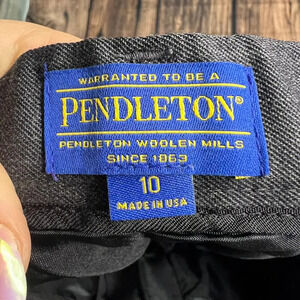 WARRANTED TO BE A
PENDLETON®
PENDLETON WOOLEN MILLS
SINCE 1863
10
MADE IN USA